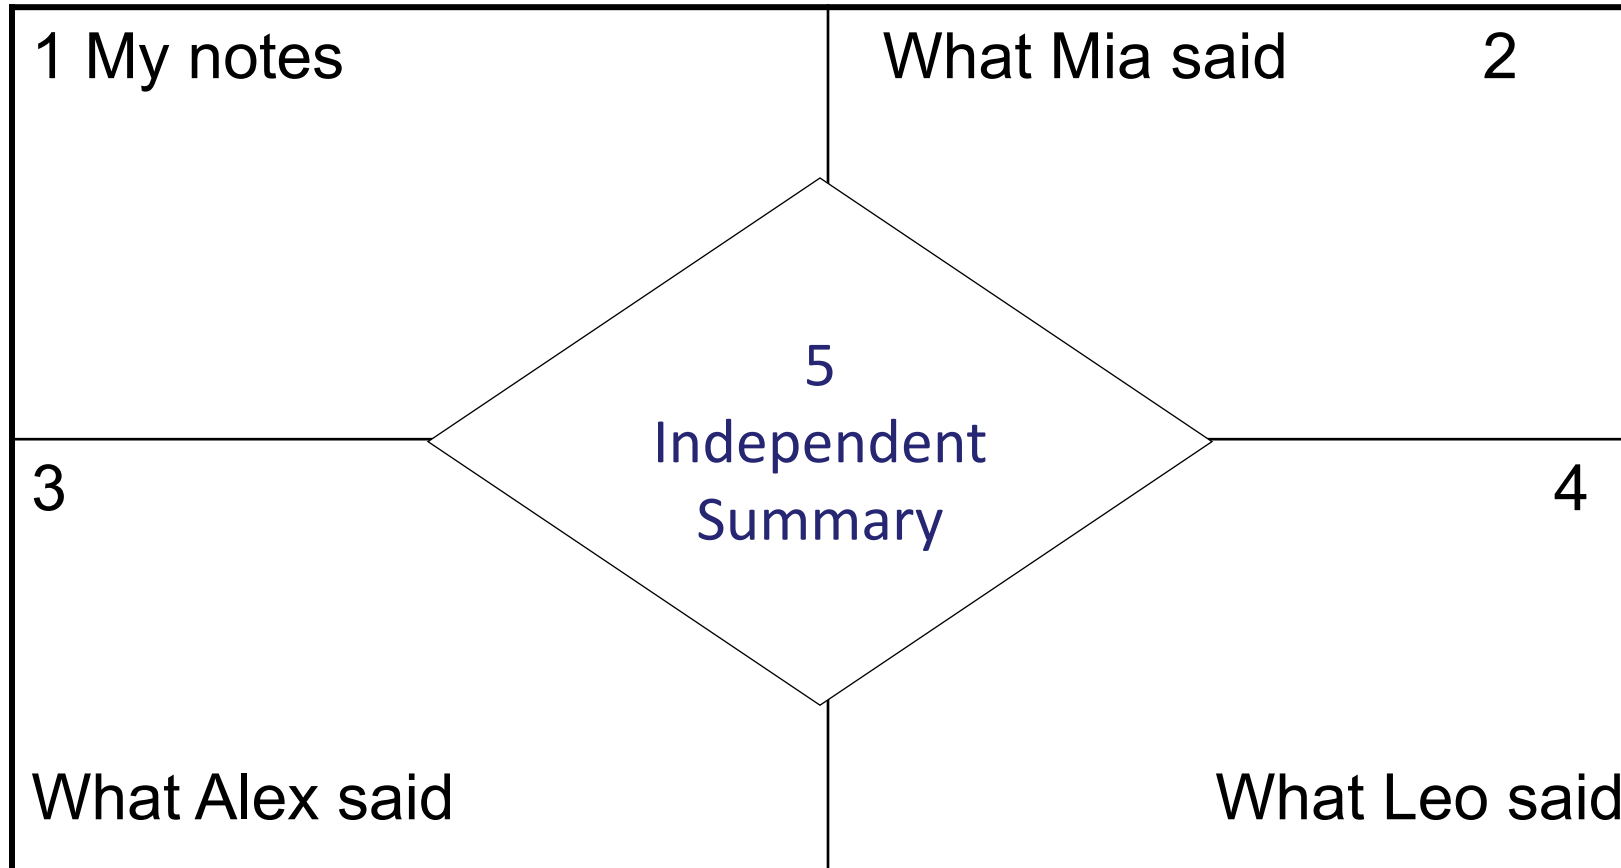 1 My notes
What Mia said 2
5
Independent
Summary
3
4
What Alex said
What Leo said